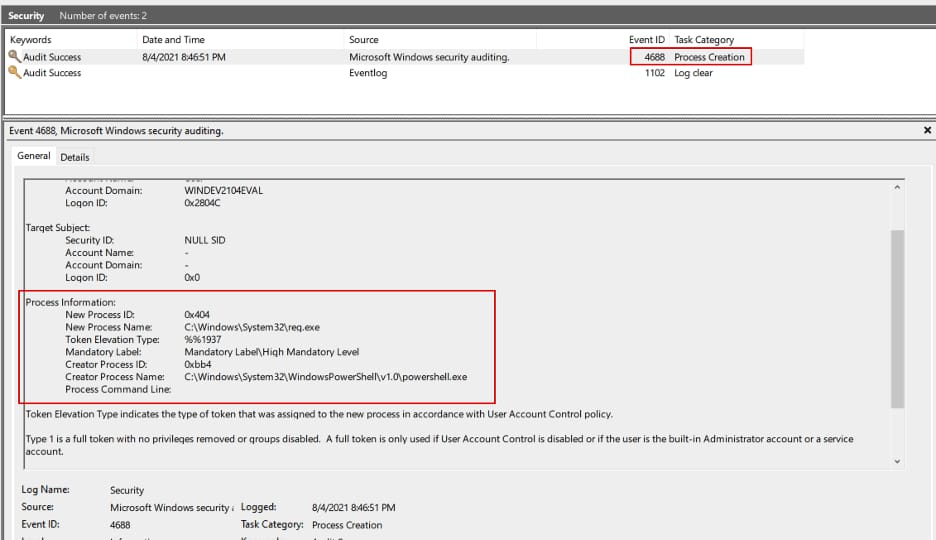 Security Number of events: 2
Keywords Date and Time Source Event ID Task Category
Audit Success 8/4/2021 8:46:51 PM Microsoft Windows security auditing. 4688 Process Creation
Audit Success Eventlog 1102 Log clear
Event 4688, Microsoft Windows security auditing.
General Details
Account Domain: WINDEV2104EVAL
Logon ID: 0x2804C
Target Subject:
Security ID: NULL SID
Account Name: -
Account Domain: -
Logon ID: 0x0
Process Information:
New Process ID: 0x404
New Process Name: C:\Windows\System32\reg.exe
Token Elevation Type: %%1937
Mandatory Label: Mandatory Label\High Mandatory Level
Creator Process ID: 0xbb4
Creator Process Name: C:\Windows\System32\WindowsPowerShell\v1.0\powershell.exe
Process Command Line:
Token Elevation Type indicates the type of token that was assigned to the new process in accordance with User Account Control policy.
Type 1 is a full token with no privileges removed or groups disabled. A full token is only used if User Account Control is disabled or if the user is the built-in Administrator account or a service
account.
Log Name: Security
Source: Microsoft Windows security Logged: 8/4/2021 8:46:51 PM
Event ID: 4688 Task Category: Process Creation